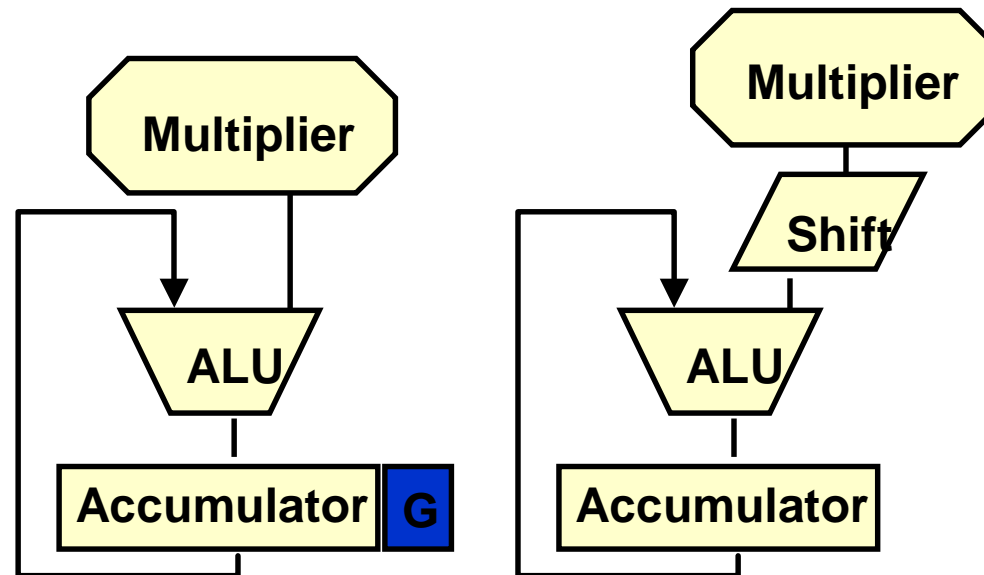 Multiplier
ALU
Accumulator
G
Multiplier
Shift
ALU
Accumulator